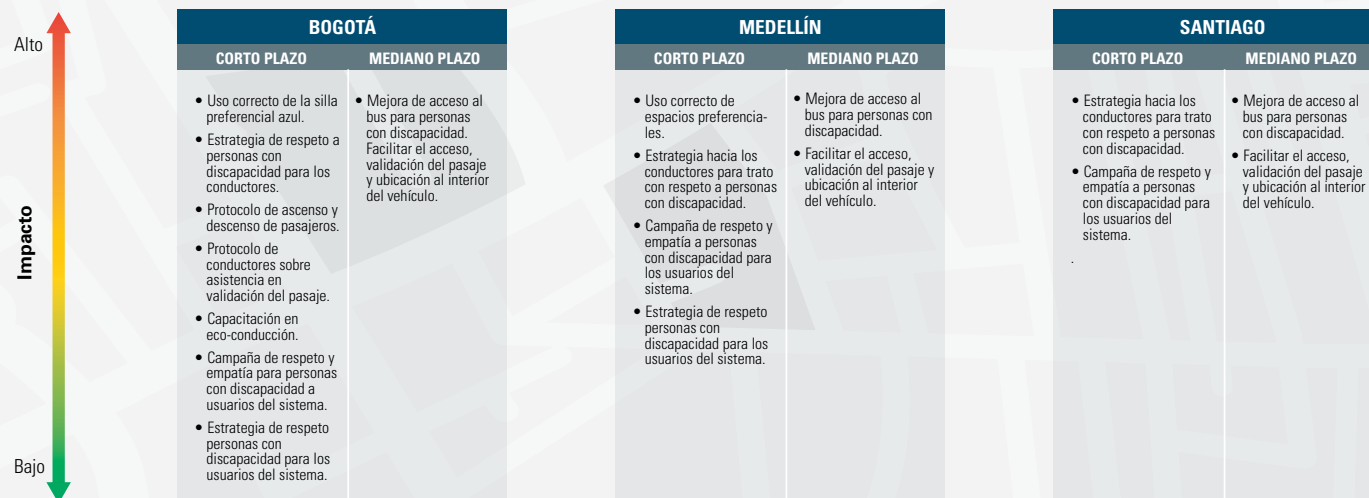 Alto
Impacto
Bajo
BOGOTÁ
CORTO PLAZO
• Uso correcto de la silla
preferencial azul.
• Estrategia de respeto a
personas con
discapacidad para los
conductores.
• Protocolo de ascenso y
descenso de pasajeros.
• Protocolo de
conductores sobre
asistencia en
validación del pasaje.
• Capacitación en
eco-conducción.
• Campaña de respeto y
empatía para personas
con discapacidad a
usuarios del sistema.
• Estrategia de respeto
personas con
discapacidad para los
usuarios del sistema.
MEDIANO PLAZO
• Mejora de acceso al
bus para personas
con discapacidad.
Facilitar el acceso,
validación del pasaje
y ubicación al interior
del vehículo.
MEDELLÍN
CORTO PLAZO
• Uso correcto de
espacios preferencia-
les.
• Estrategia hacia los
conductores para trato
con respeto a personas
con discapacidad.
• Campaña de respeto y
empatía a personas
con discapacidad para
los usuarios del
sistema.
• Estrategia de respeto
personas con
discapacidad para los
usuarios del sistema.
MEDIANO PLAZO
• Mejora de acceso al
bus para personas con
discapacidad.
• Facilitar el acceso,
validación del pasaje y
ubicación al interior
del vehículo.
SANTIAGO
CORTO PLAZO
• Estrategia hacia los
conductores para trato
con respeto a personas
con discapacidad.
• Campaña de respeto y
empatía a personas
con discapacidad para
los usuarios del
sistema.
.
MEDIANO PLAZO
• Mejora de acceso al
bus para personas
con discapacidad.
• Facilitar el acceso,
validación del pasaje
y ubicación al interior
del vehículo.